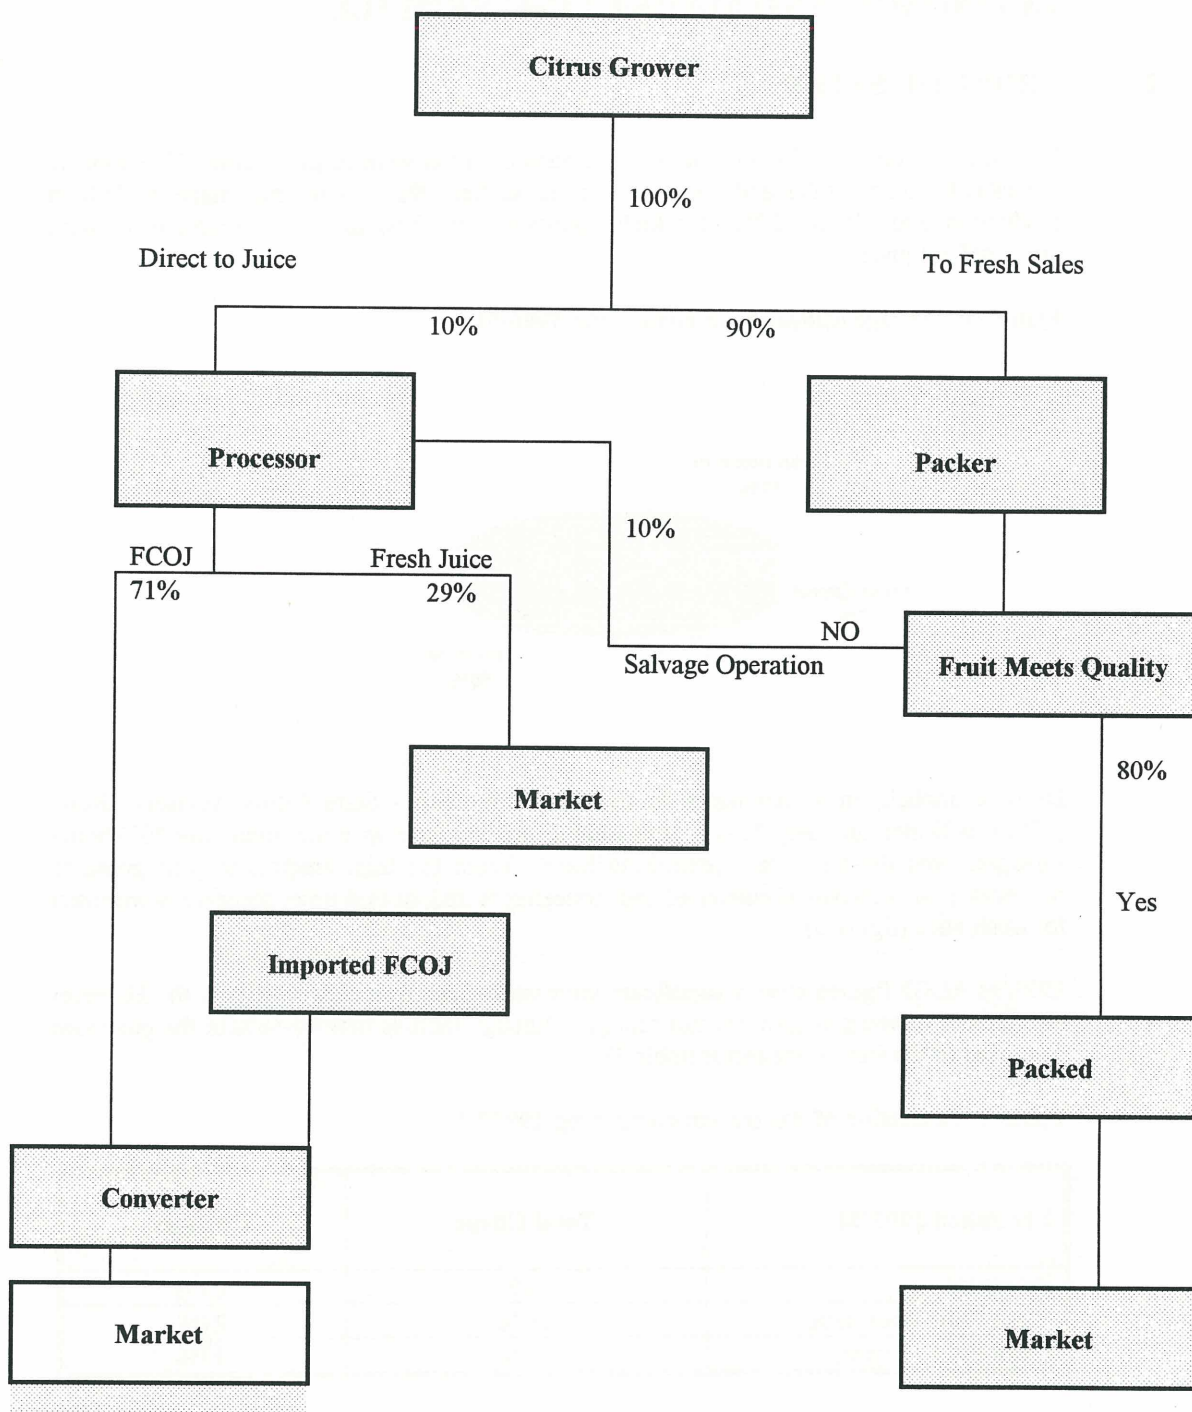 Citrus Grower
100%
Direct to Juice
To Fresh Sales
10%
90%
Processor
Packer
10%
FCOJ
Fresh Juice
71%
29%
NO
Salvage Operation
Fruit Meets Quality
80%
Market
Yes
Imported FCOJ
Packed
Converter
Market
Market